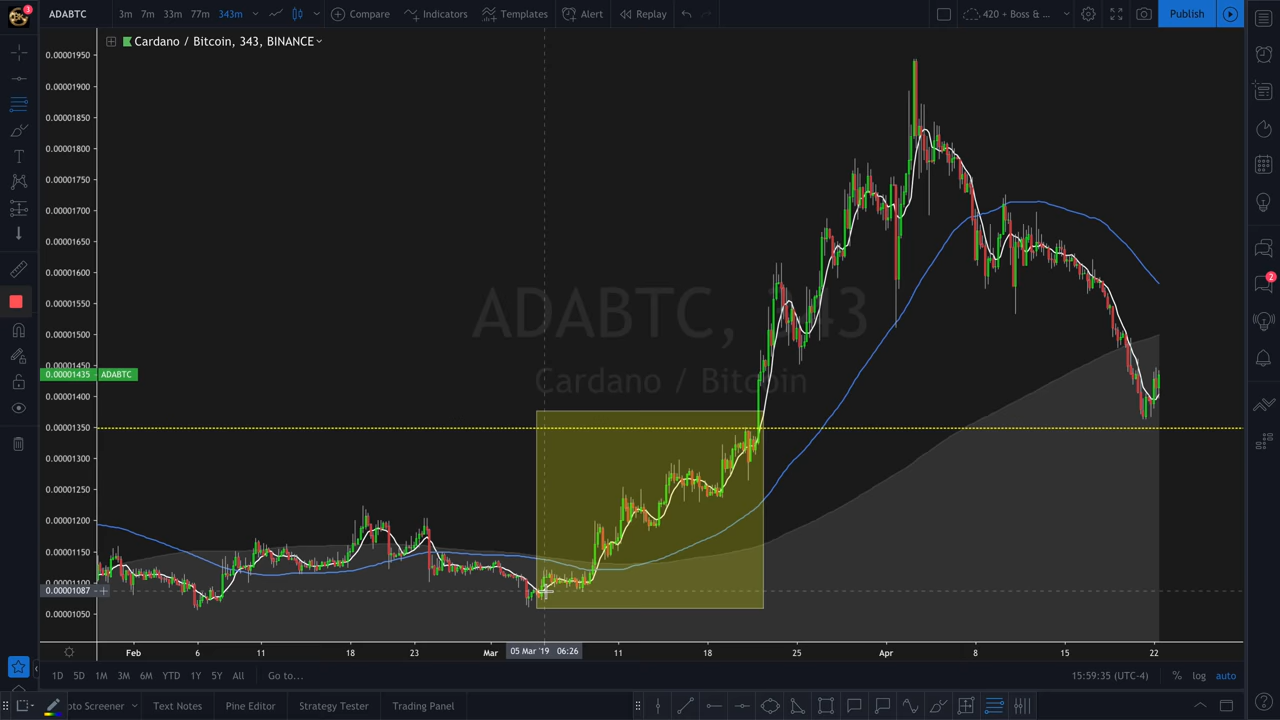 3
ADABTC 3m 7m 33m 77m 343m Compare Indicators Templates Alert Replay 420 + Boss & ... Publish
Cardano / Bitcoin, 343, BINANCE
0.00001950
0.00001900
0.00001850
0.00001800
0.00001750
0.00001700
0.00001650
0.00001600
0.00001550
0.00001500
0.00001450
0.00001435 ADABTC
0.00001400
0.00001350
0.00001300
0.00001250
0.00001200
0.00001150
0.00001100
0.00001087
0.00001050
ADABTC, 343
Cardano / Bitcoin
2
Feb 6 11 18 23 Mar 05 Mar '19 06:26 11 18 25 Apr 8 15 22
1D 5D 1M 3M 6M YTD 1Y 5Y All Go to... 15:59:35 (UTC-4) % log auto
oto Screener Text Notes Pine Editor Strategy Tester Trading Panel